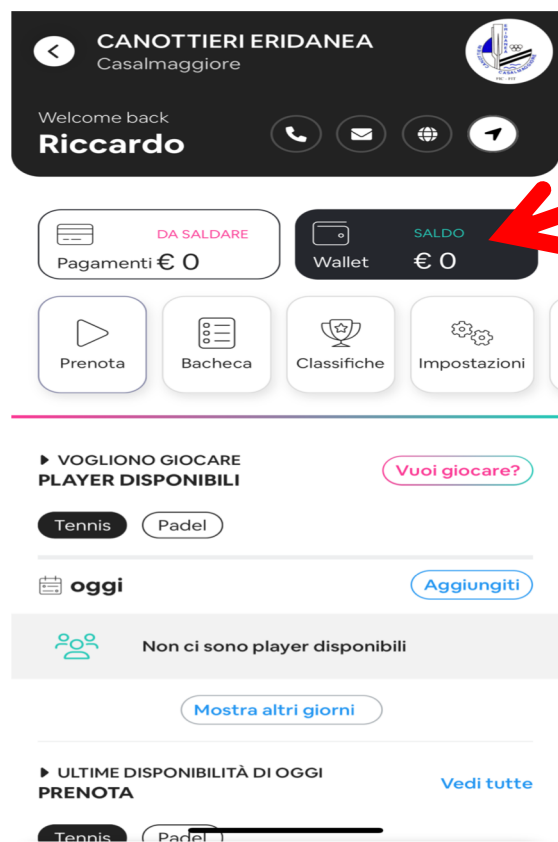 CANOTTIERI ERIDANEA
Casalmaggiore
Welcome back
Riccardo
DA SALDARE
Pagamenti € 0
SALDO
Wallet € 0
Prenota
Bacheca
Classifiche
Impostazioni
VOGLIONO GIOCARE
PLAYER DISPONIBILI
Vuoi giocare?
Tennis
Padel
oggi
Aggiungiti
Non ci sono player disponibili
Mostra altri giorni
ULTIME DISPONIBILITÀ DI OGGI
PRENOTA
Vedi tutte
Tennis
Padel